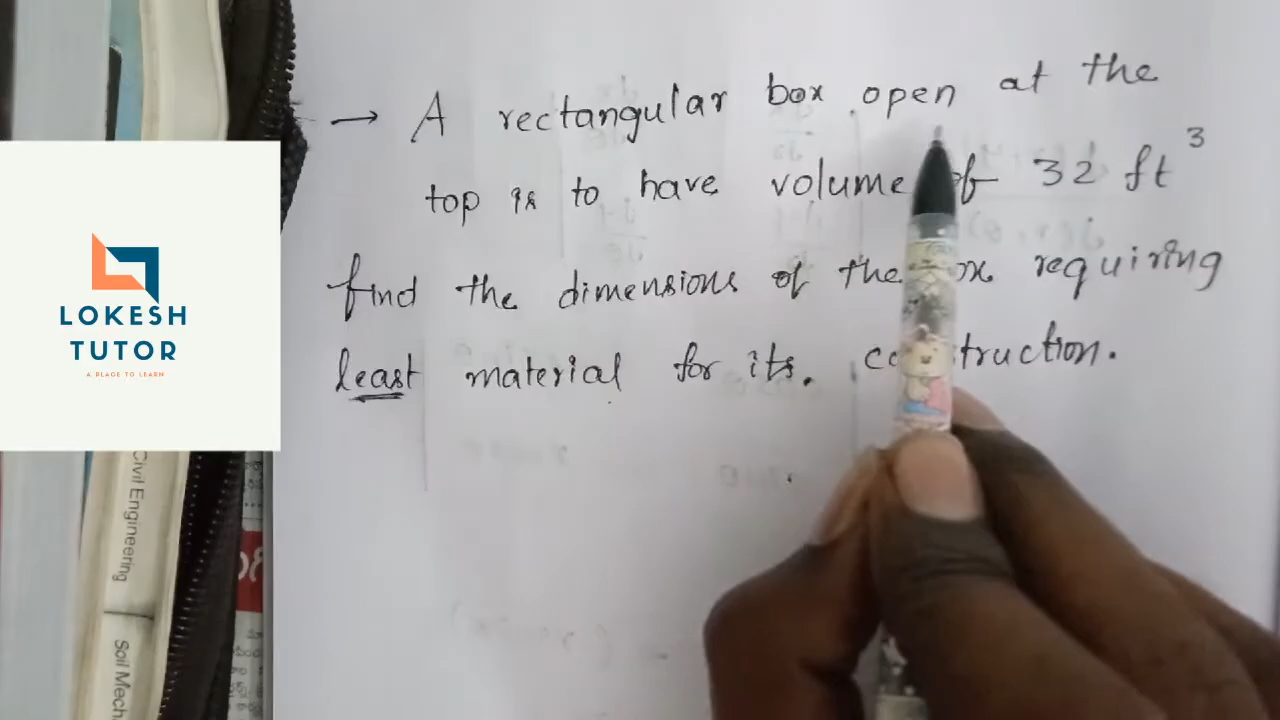 → A rectangular box open at the
top is to have volume of 32 ft³
find the dimensions of the box requiring
least material for its. construction.
LOKESH
TUTOR
A PLACE TO LEARN
Civil Engineering
Soil Mech